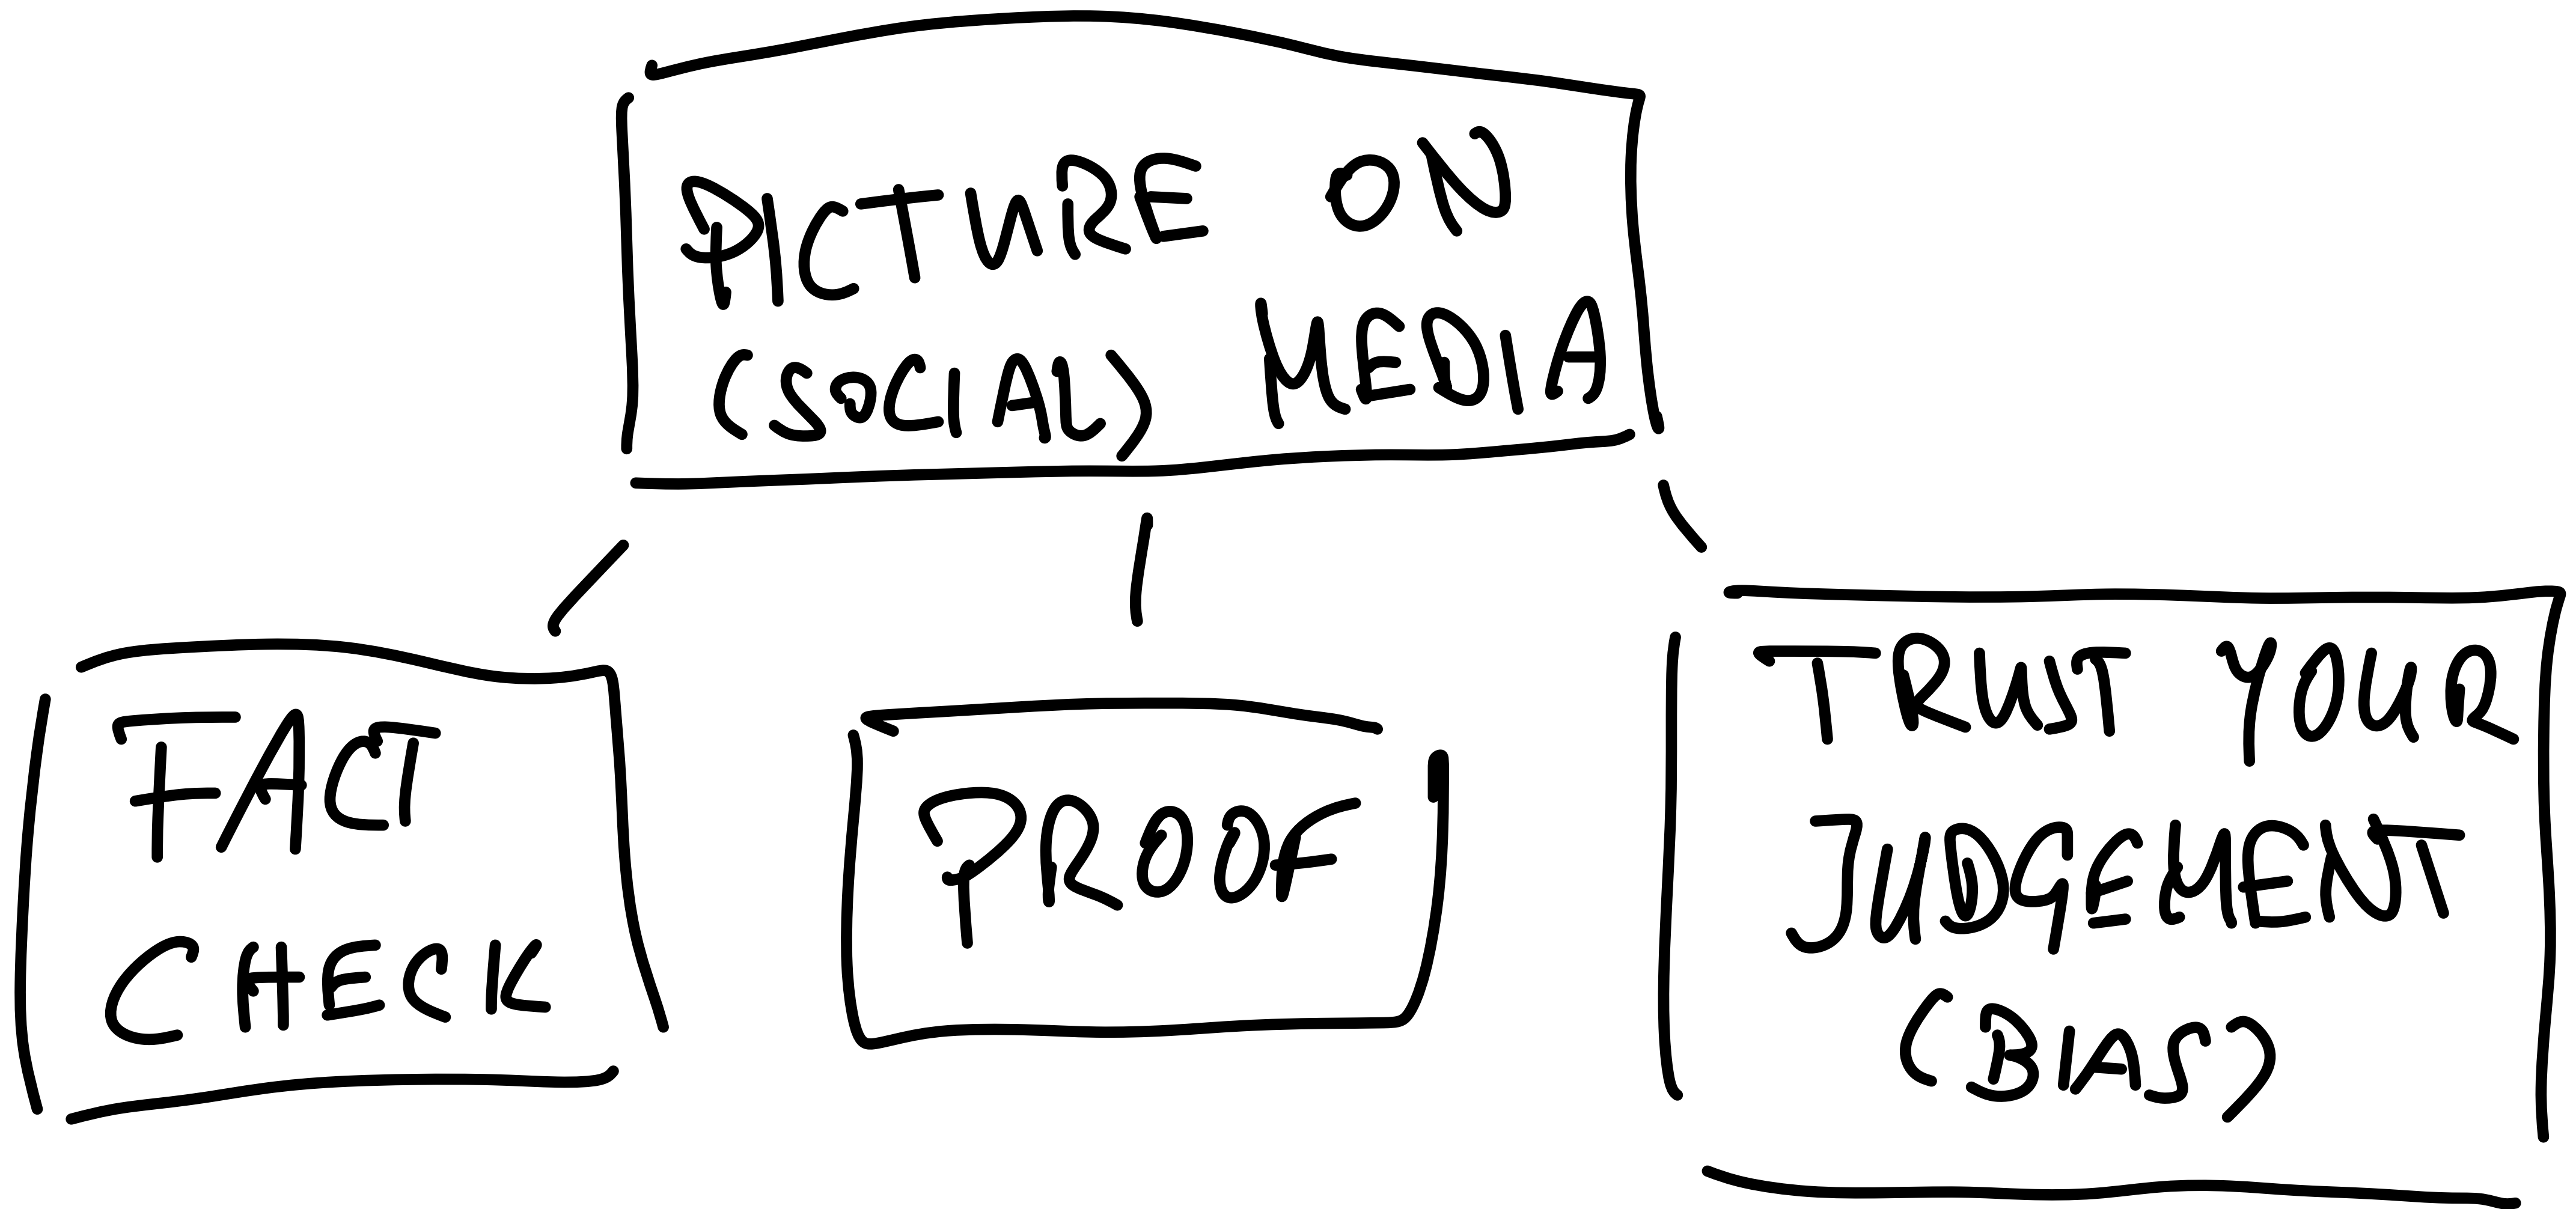 PICTURE ON
(SOCIAL) MEDIA
FACT
CHECK
PROOF
TRUST YOUR
JUDGEMENT
(BIAS)